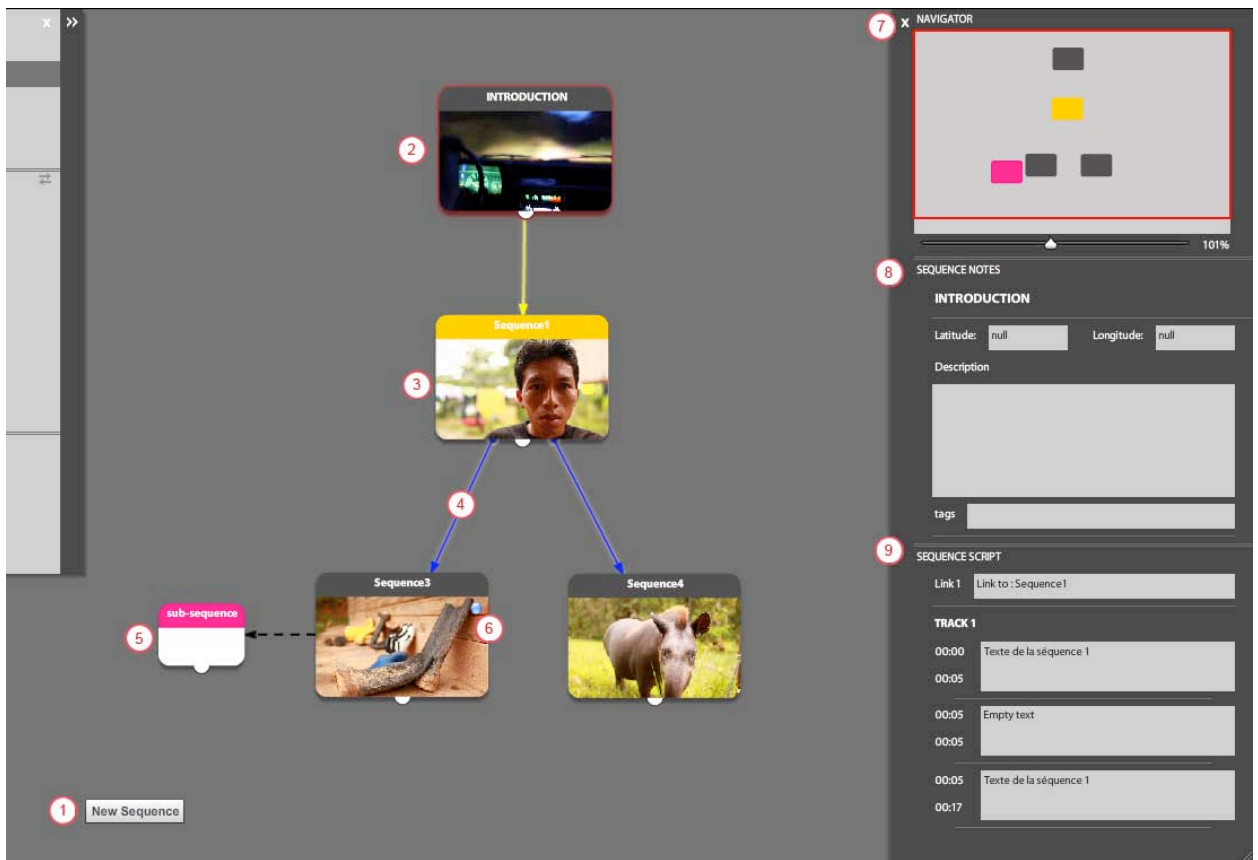 x
»
7
x NAVIGATOR
INTRODUCTION
2
101%
8
SEQUENCE NOTES
INTRODUCTION
Latitude: null Longitude: null
Description
Sequence1
3
tags
4
9
SEQUENCE SCRIPT
Link 1 Link to : Sequence1
Sequence3
Sequence4
sub-sequence
5
6
TRACK 1
00:00 Texte de la séquence 1
00:05
00:05 Empty text
00:05
00:05 Texte de la séquence 1
00:17
1
New Sequence